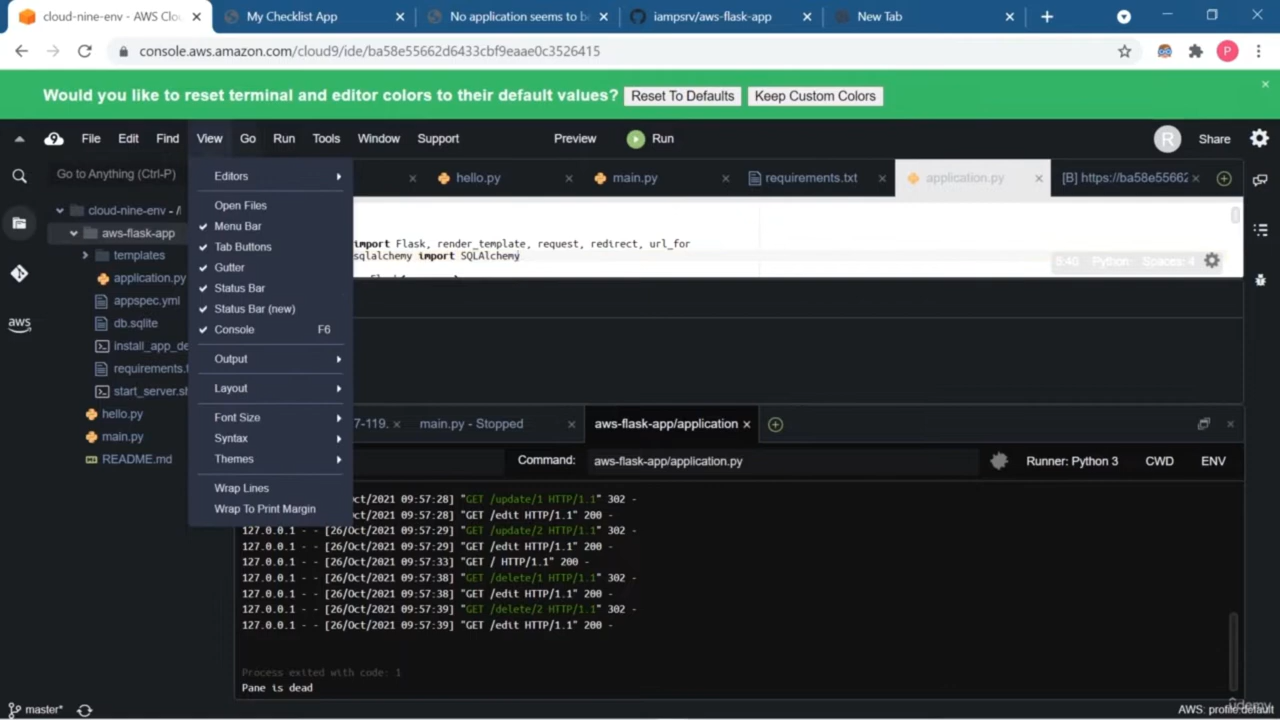 cloud-nine-env - AWS Clou
My Checklist App
No application seems to be
iampsrv/aws-flask-app
New Tab
console.aws.amazon.com/cloud9/ide/ba58e55662d6433cbf9eaae0c3526415
P
Would you like to reset terminal and editor colors to their default values?
Reset To Defaults
Keep Custom Colors
9
File
Edit
Find
View
Go
Run
Tools
Window
Support
Preview
Run
R
Share
Go to Anything (Ctrl-P)
hello.py
main.py
requirements.txt
application.py
[B] https://ba58e55662
cloud-nine-env - /
aws-flask-app
templates
application.py
appspec.yml
db.sqlite
install_app_de
requirements.t
start_server.sh
hello.py
main.py
README.md
aws
Editors
Open Files
Menu Bar
Tab Buttons
Gutter
Status Bar
Status Bar (new)
Console F6
Output
Layout
Font Size
Syntax
Themes
Wrap Lines
Wrap To Print Margin
import Flask, render_template, request, redirect, url_for
sqlalchemy import SQLAlchemy
6:40 Python Spaces: 4
7-119.
main.py - Stopped
aws-flask-app/application
Command:
aws-flask-app/application.py
Runner: Python 3
CWD
ENV
Oct/2021 09:57:28] "GET /update/1 HTTP/1.1" 302 -
Oct/2021 09:57:28] "GET /edit HTTP/1.1" 200 -
127.0.0.1 - - [26/Oct/2021 09:57:29] "GET /update/2 HTTP/1.1" 302 -
127.0.0.1 - - [26/Oct/2021 09:57:29] "GET /edit HTTP/1.1" 200 -
127.0.0.1 - - [26/Oct/2021 09:57:33] "GET / HTTP/1.1" 200 -
127.0.0.1 - - [26/Oct/2021 09:57:38] "GET /delete/1 HTTP/1.1" 302 -
127.0.0.1 - - [26/Oct/2021 09:57:38] "GET /edit HTTP/1.1" 200 -
127.0.0.1 - - [26/Oct/2021 09:57:39] "GET /delete/2 HTTP/1.1" 302 -
127.0.0.1 - - [26/Oct/2021 09:57:39] "GET /edit HTTP/1.1" 200 -
Process exited with code: 1
Pane is dead
master*
AWS: profile:default
udemy